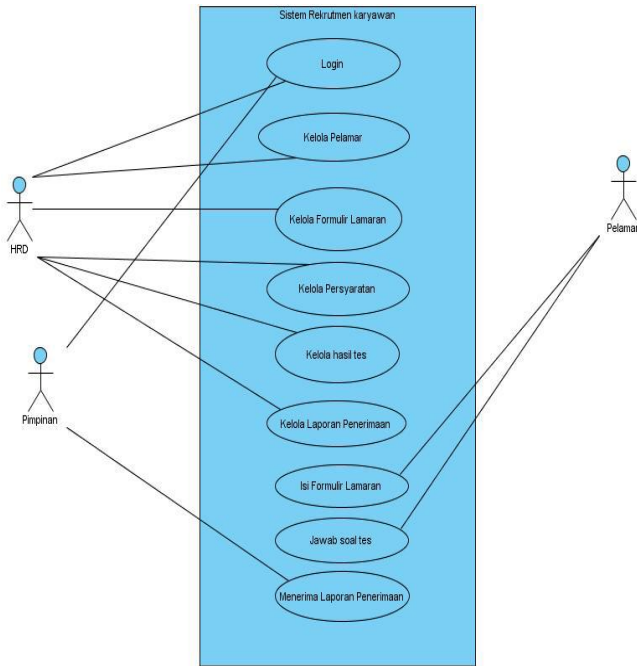 Sistem Rekrutmen karyawan
Login
Kelola Pelamar
HRD
Kelola Formulir Lamaran
Pelamar
Kelola Persyaratan
Kelola hasil tes
Pimpinan
Kelola Laporan Penerimaan
Isi Formulir Lamaran
Jawab soal tes
Menerima Laporan Penerimaan